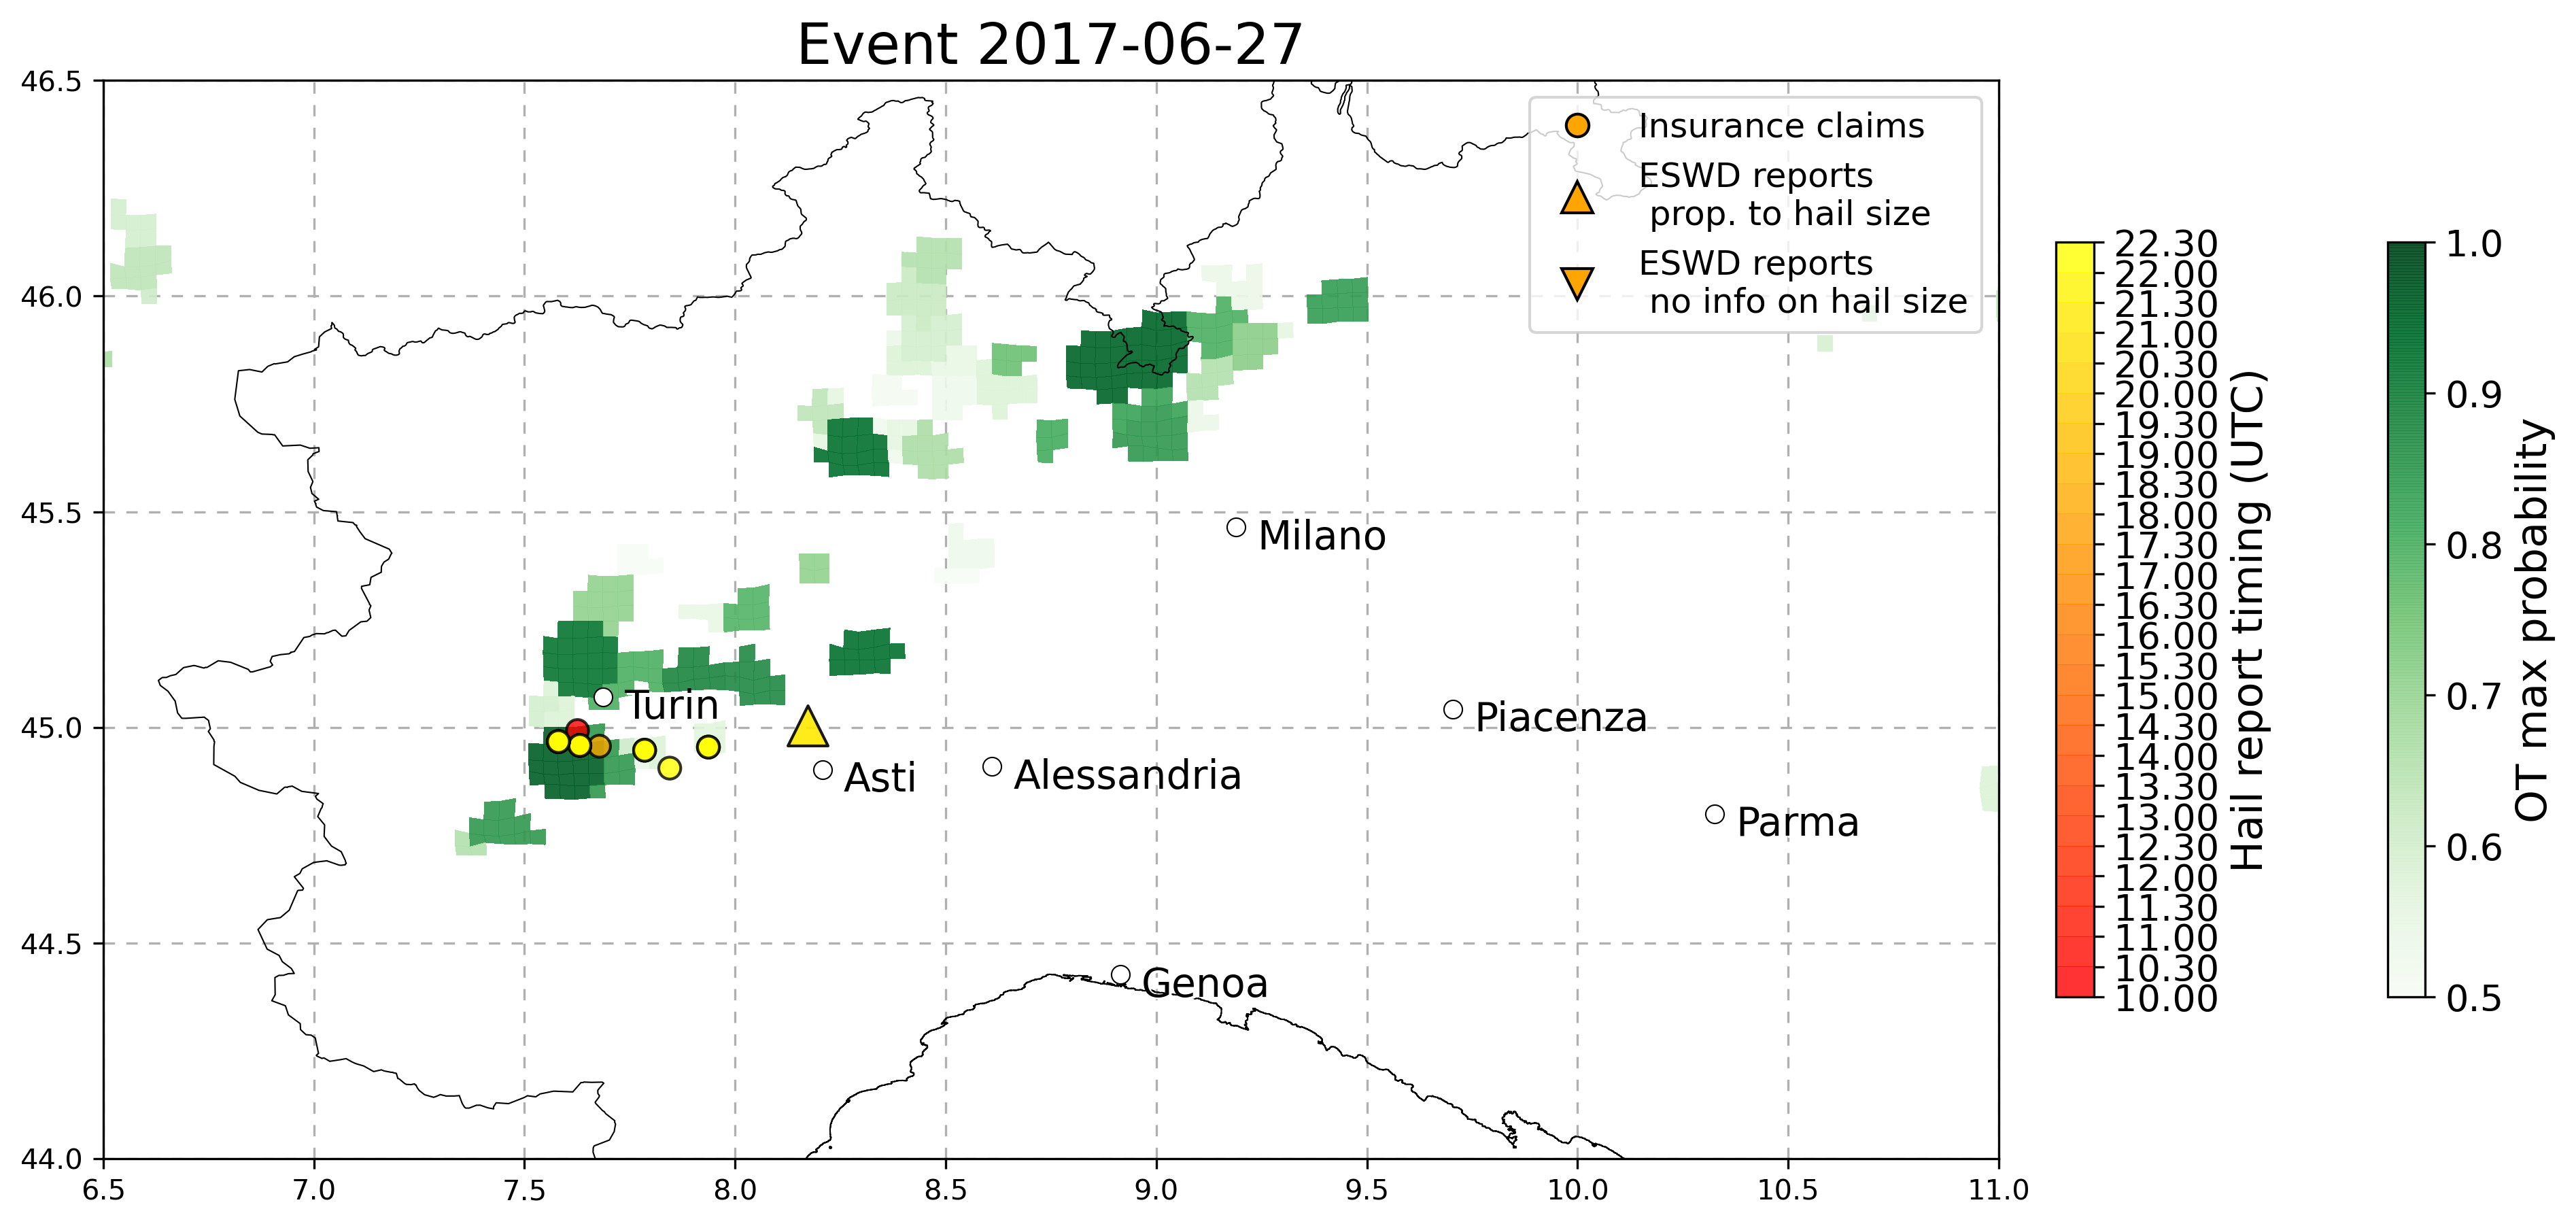 Event 2017-06-27
46.5
46.0
45.5
45.0
44.5
44.0
6.5 7.0 7.5 8.0 8.5 9.0 9.5 10.0 10.5 11.0
Insurance claims
ESWD reports
prop. to hail size
ESWD reports
no info on hail size
Milano
Turin
Piacenza
Asti
Alessandria
Parma
Genoa
22.30
22.00
21.30
21.00
20.30
20.00
19.30
19.00
18.30
18.00
17.30
17.00
16.30
16.00
15.30
15.00
14.30
14.00
13.30
13.00
12.30
12.00
11.30
11.00
10.30
10.00
Hail report timing (UTC)
1.0
0.9
0.8
0.7
0.6
0.5
OT max probability